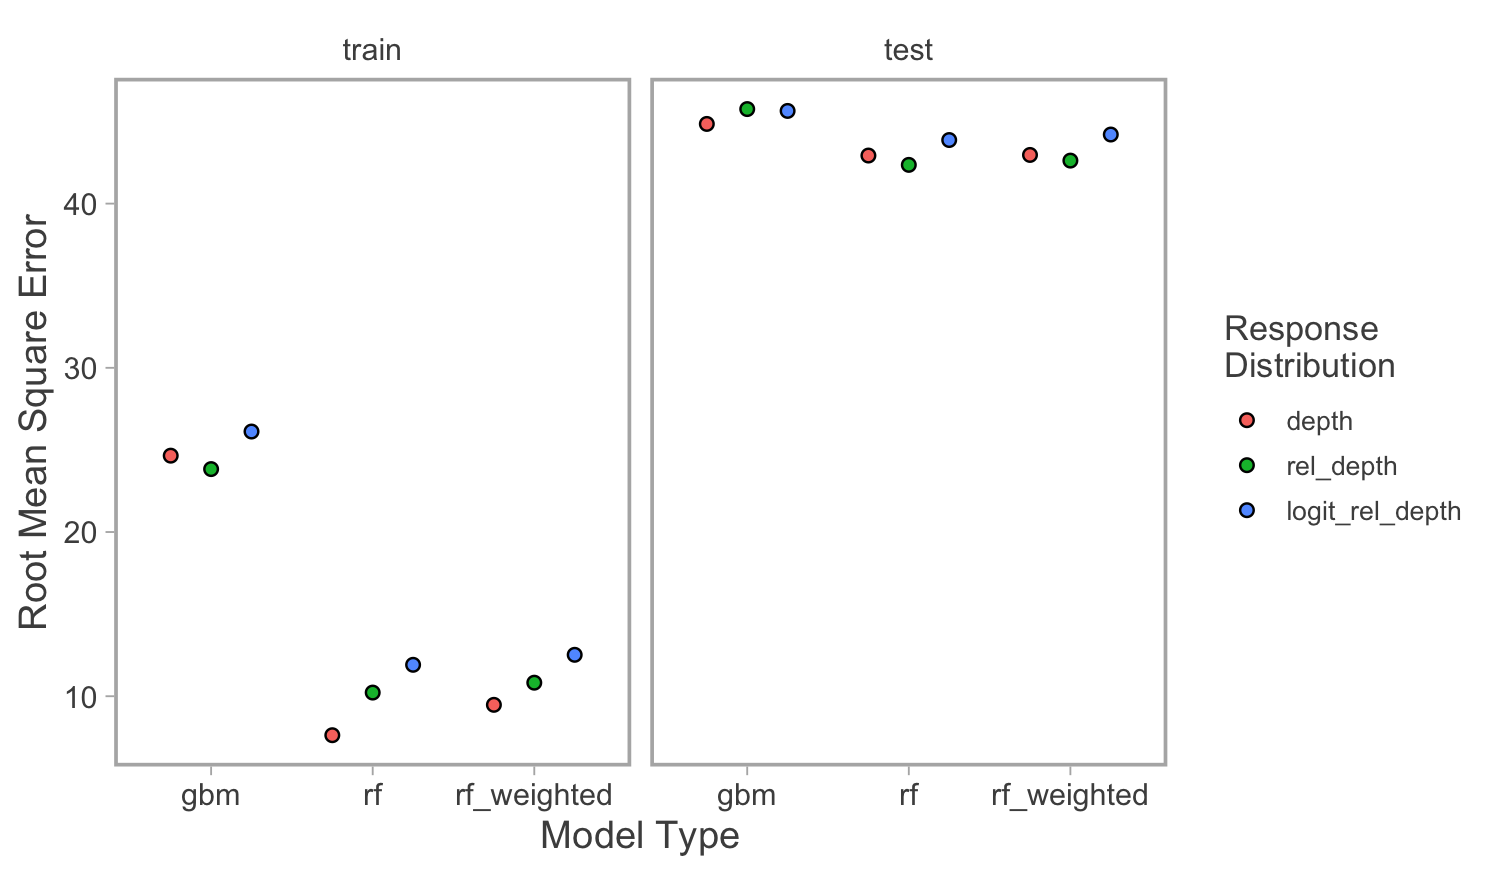 train
test
Root Mean Square Error
40
30
20
10
gbm
rf
rf_weighted
gbm
rf
rf_weighted
Model Type
Response
Distribution
depth
rel_depth
logit_rel_depth